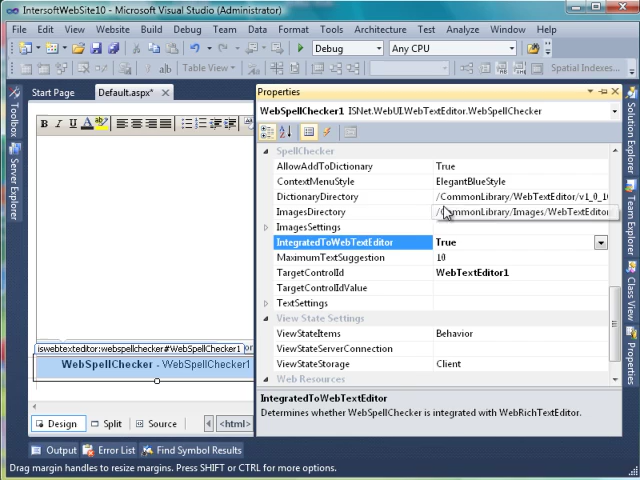 IntersoftWebSite10 - Microsoft Visual Studio (Administrator)
File Edit View Website Build Debug Team Data Format Tools Architecture Test Analyze Window Help
Debug Any CPU
abl Table View Spatial Indexes...
Toolbox
Server Explorer
Start Page Default.aspx*
B I U A ab
iswebtexteditor:webspellchecker#WebSpellChecker1 or
WebSpellChecker - WebSpellChecker1
Design Split Source <html>
Properties
WebSpellChecker1 ISNet.WebUI.WebTextEditor.WebSpellChecker
SpellChecker
AllowAddToDictionary True
ContextMenuStyle ElegantBlueStyle
DictionaryDirectory /CommonLibrary/WebTextEditor/v1_0_10
ImagesDirectory /CommonLibrary/Images/WebTextEditor
ImagesSettings
IntegratedToWebTextEditor True
MaximumTextSuggestion 10
TargetControlId WebTextEditor1
TargetControlIdValue
TextSettings
View State Settings
ViewStateItems Behavior
ViewStateServerConnection
ViewStateStorage Client
Web Resources
IntegratedToWebTextEditor
Determines whether WebSpellChecker is integrated with WebRichTextEditor.
Solution Explorer
Team Explorer
Class View
Properties
Output Error List Find Symbol Results
Drag margin handles to resize margins. Press SHIFT or CTRL for more options.